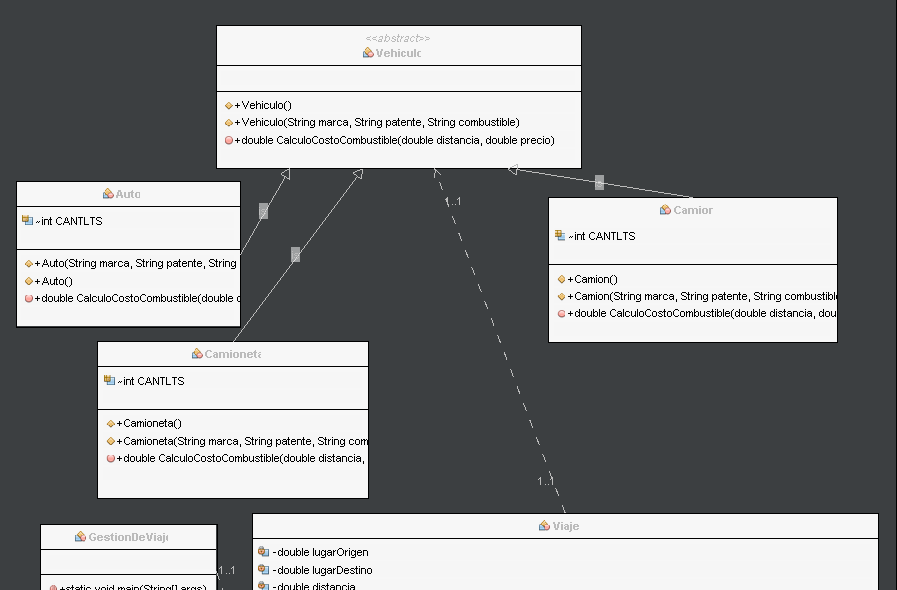 <<abstract>>
Vehiculo
+Vehiculo()
+Vehiculo(String marca, String patente, String combustible)
+double CalculoCostoCombustible(double distancia, double precio)
Auto
~int CANTLTS
+Auto(String marca, String patente, String
+Auto()
+double CalculoCostoCombustible(double
1..1
Camion
~int CANTLTS
+Camion()
+Camion(String marca, String patente, String combustible
+double CalculoCostoCombustible(double distancia, dou
Camioneta
~int CANTLTS
+Camioneta()
+Camioneta(String marca, String patente, String com
+double CalculoCostoCombustible(double distancia,
1..1
GestionDeViaje
+static void main(String[] args)
1..1
Viaje
-double lugarOrigen
-double lugarDestino
-double distancia